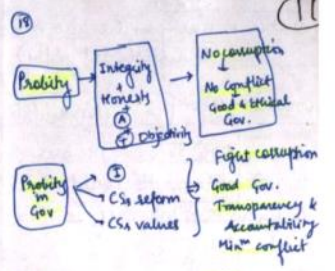 18
Probity
Integrity
+
Honesty
+
A
+
T Objectivity
No corruption
↓
No Conflict
↓
Good & Ethical
Gov.
Probity
in
Gov
I
CSs reform
CSs values
Fight corruption
⇒ Good Gov.
Transparency &
Accountability
Minᵐ conflict